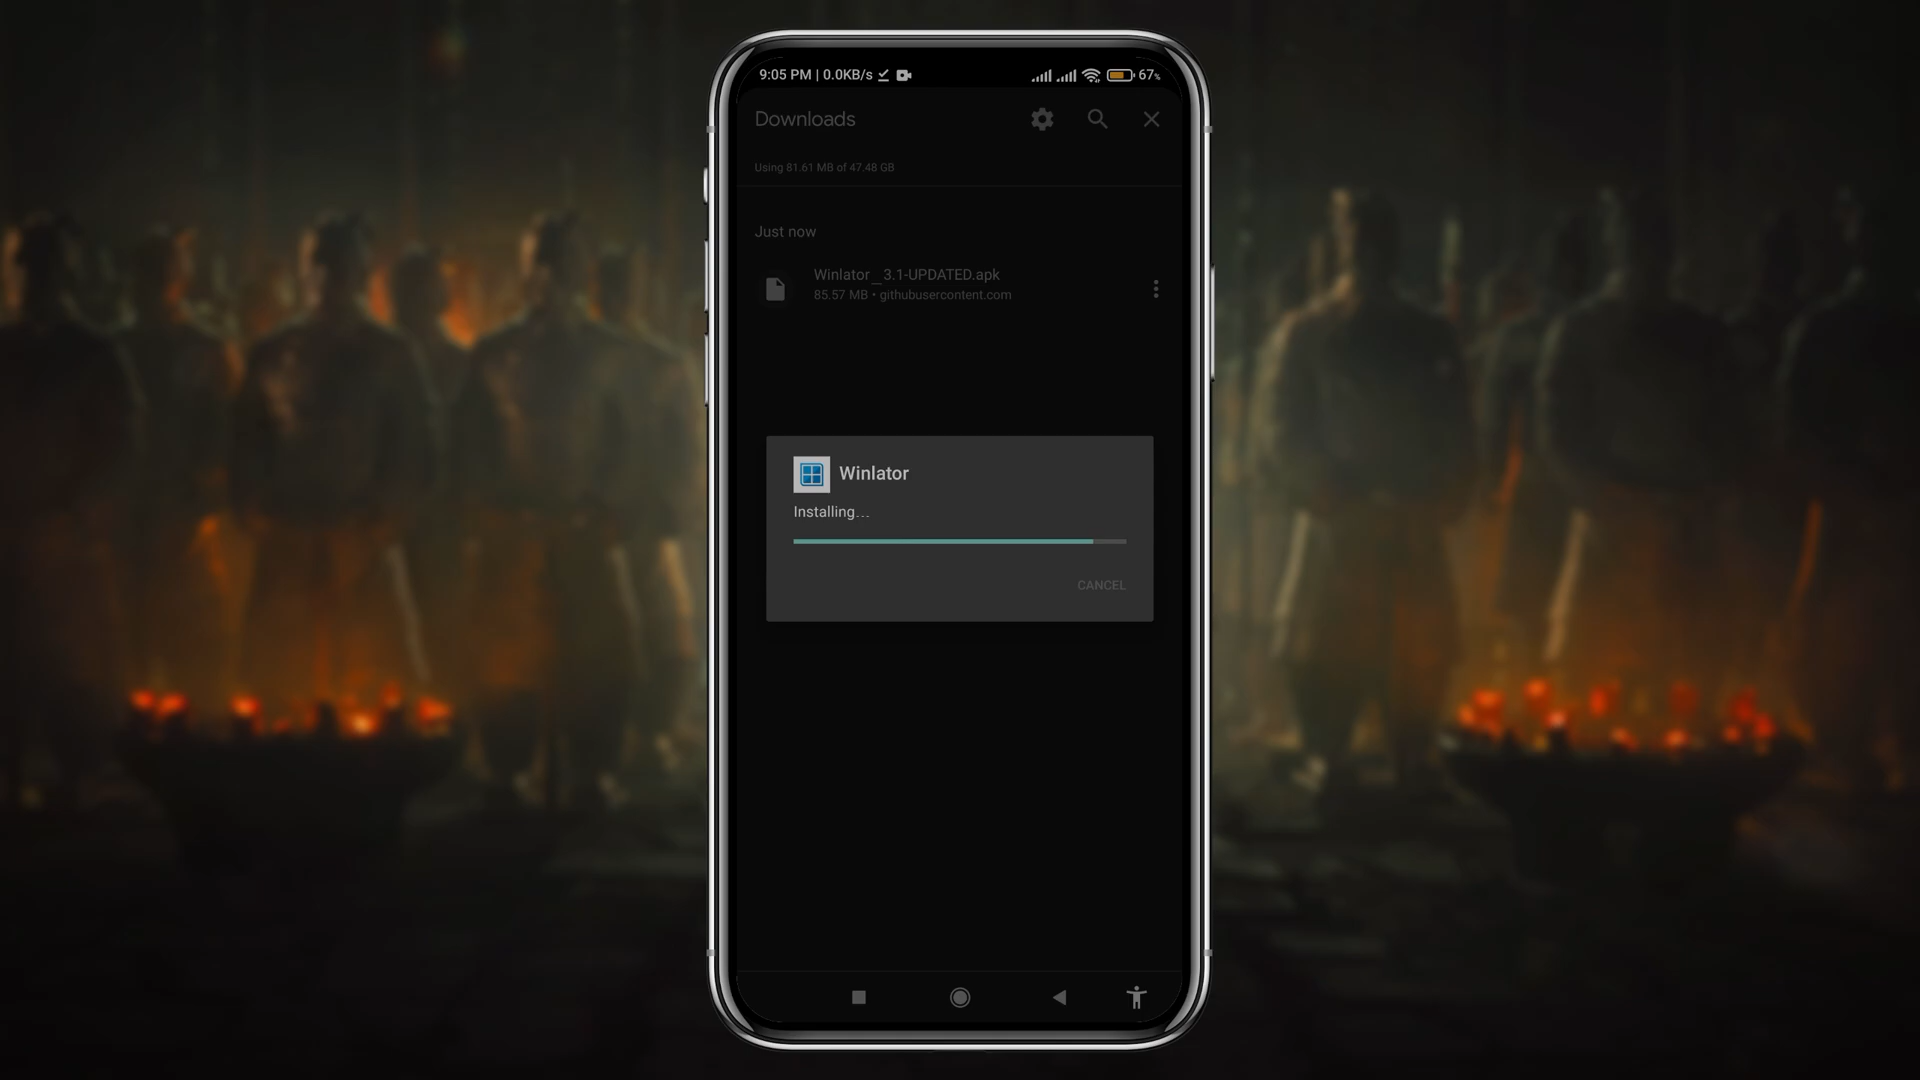 9:05 PM | 0.0KB/s 67%
Downloads
Using 81.61 MB of 47.48 GB
Just now
Winlator__3.1-UPDATED.apk
85.57 MB • githubusercontent.com
Winlator
Installing...
CANCEL